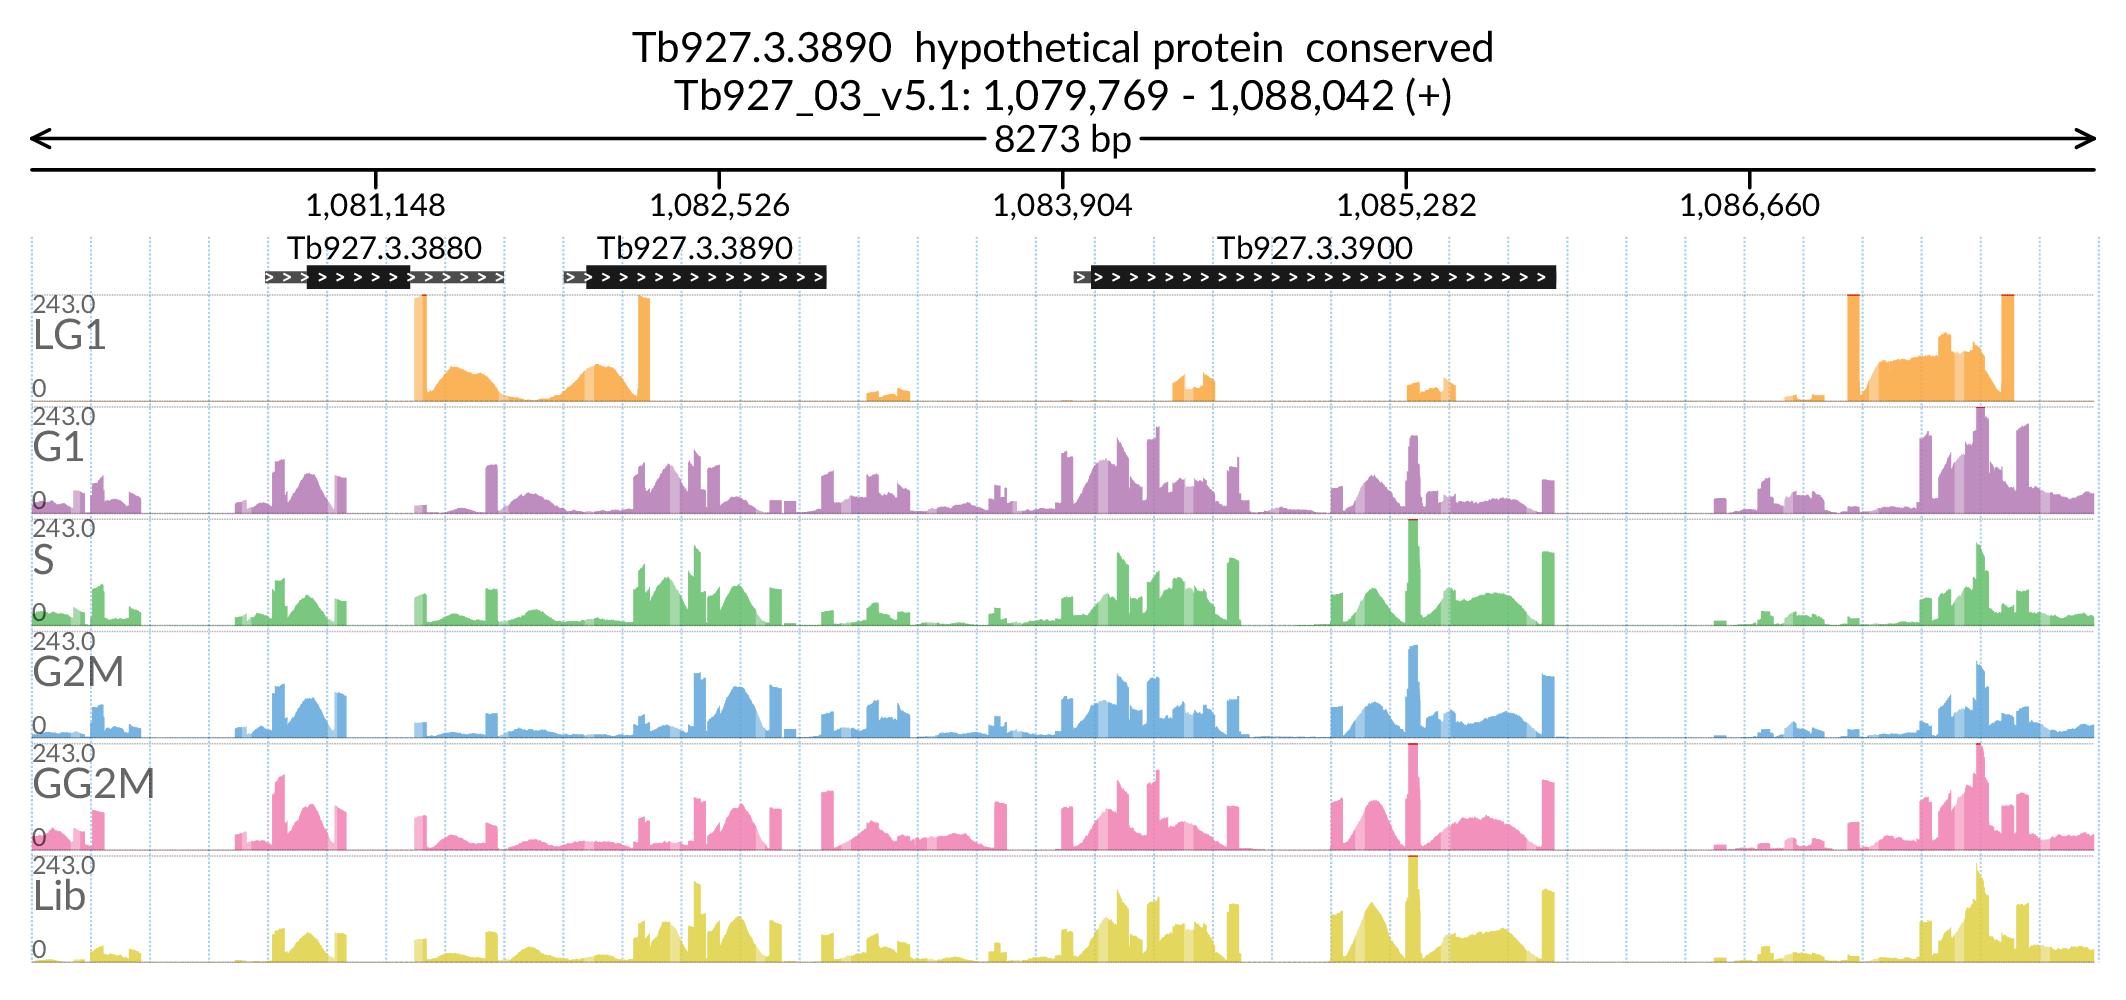 Tb927.3.3890 hypothetical protein conserved
Tb927_03_v5.1: 1,079,769 - 1,088,042 (+)
8273 bp
1,081,148 1,082,526 1,083,904 1,085,282 1,086,660
Tb927.3.3880 Tb927.3.3890 Tb927.3.3900
243.0
LG1
0
243.0
G1
0
243.0
S
0
243.0
G2M
0
243.0
GG2M
0
243.0
Lib
0